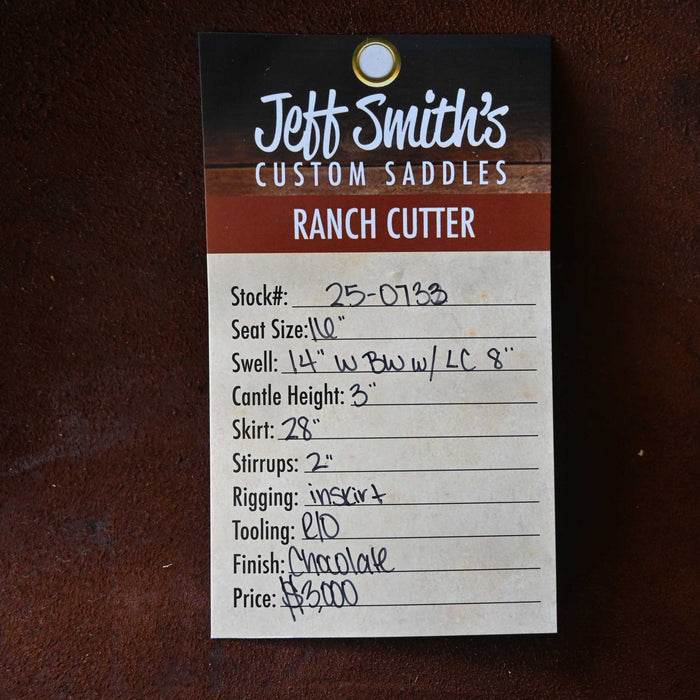 Jeff Smith's
CUSTOM SADDLES
RANCH CUTTER
Stock#: 25-0733
Seat Size: 16"
Swell: 14" W BW w/ LC 8"
Cantle Height: 3"
Skirt: 28"
Stirrups: 2"
Rigging: inskirt
Tooling: R/O
Finish: Chocolate
Price: $3,000